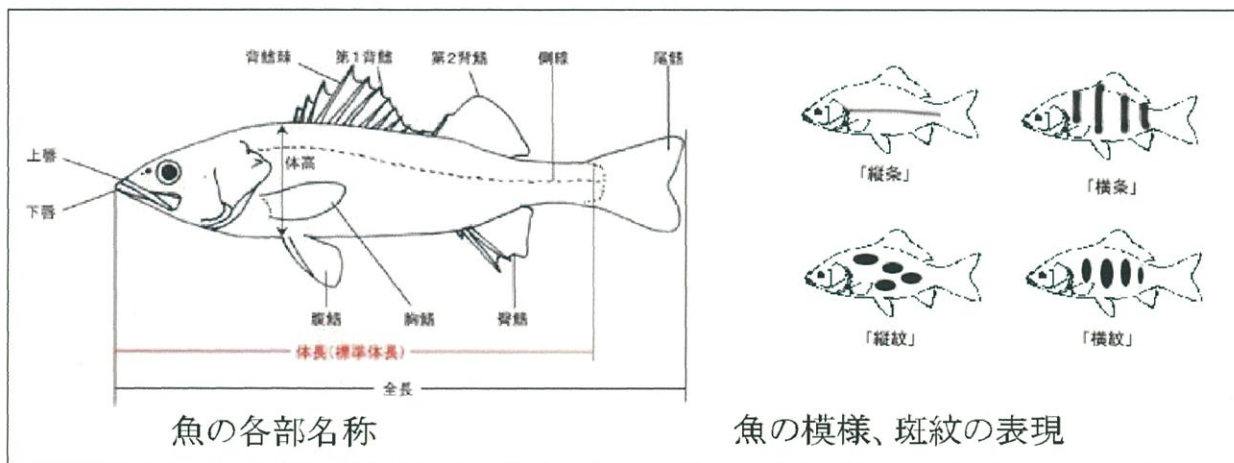 背鰭棘 第1背鰭 第2背鰭 側線 尾鰭
上唇
体高
下唇
腹鰭 胸鰭 臀鰭
体長(標準体長)
全長
魚の各部名称
「縦条」 「横条」
「縦紋」 「横紋」
魚の模様、斑紋の表現